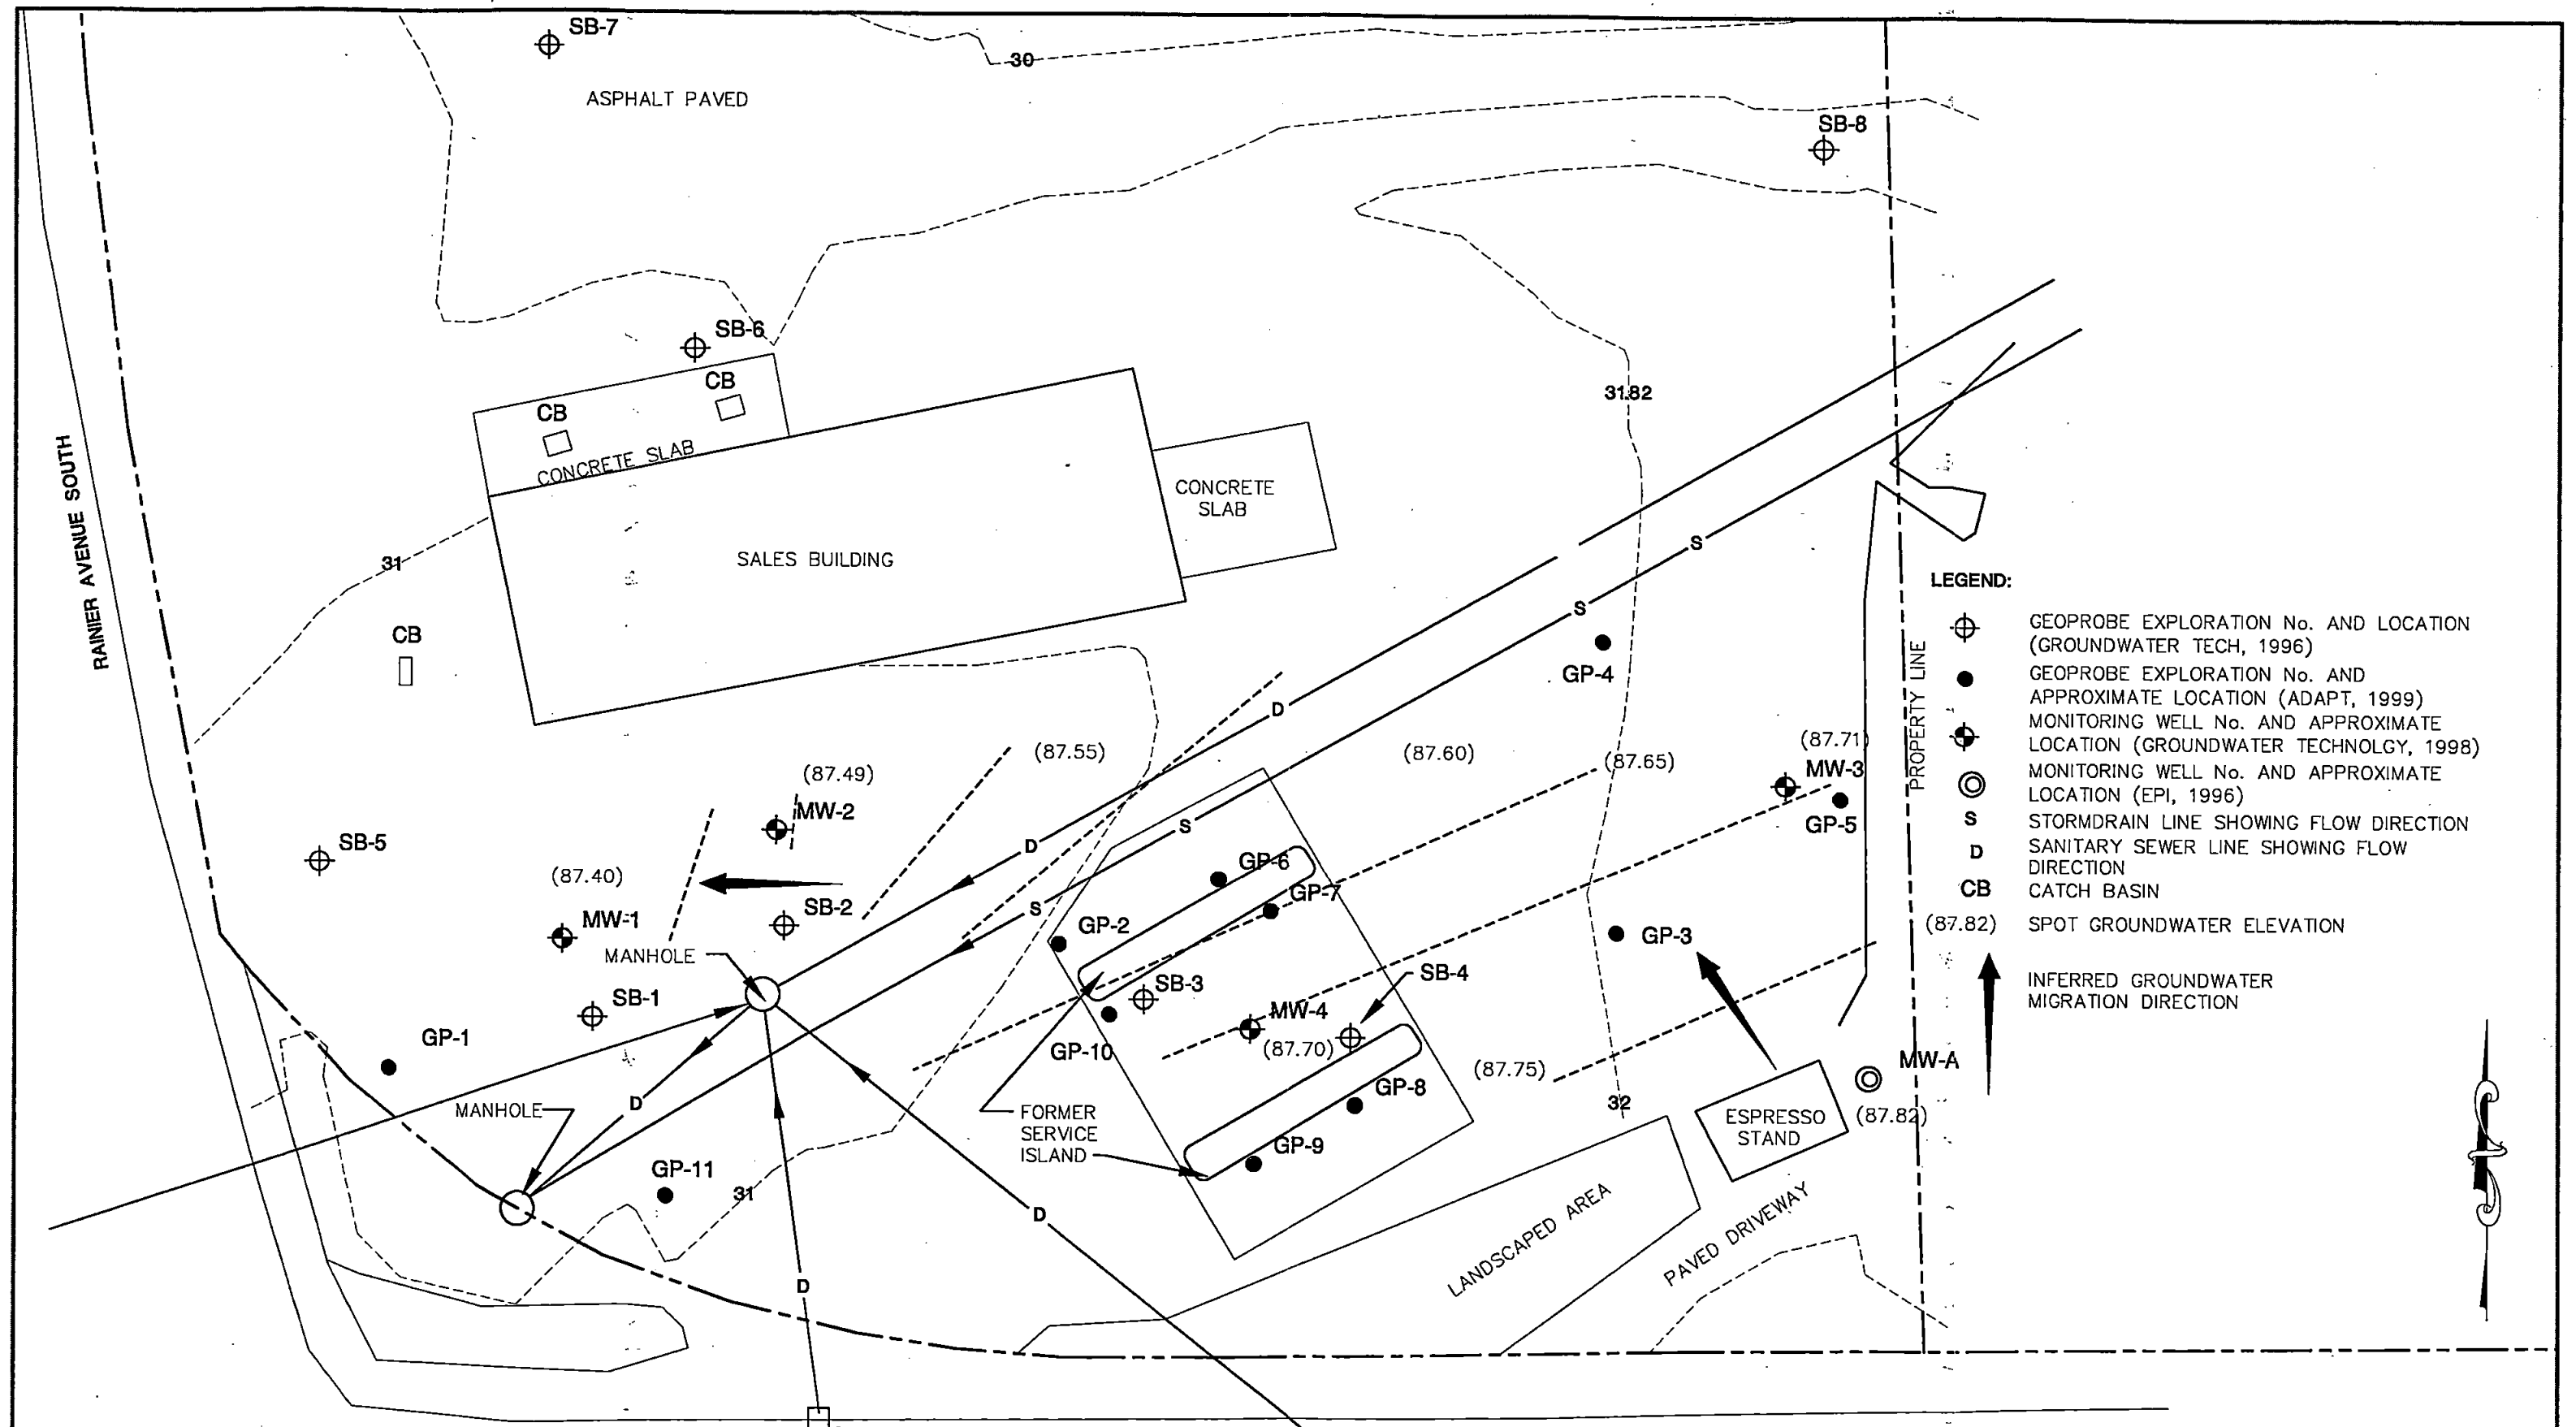 SB-7
30
ASPHALT PAVED
SB-8
SB-6
CB
CB
CONCRETE SLAB
31.82
CONCRETE
SLAB
RAINIER AVENUE SOUTH
31
SALES BUILDING
S
S
CB
GP-4
D
(87.55)
(87.60)
(87.65)
(87.71)
MW-3
GP-5
(87.49)
MW-2
S
D
SB-5
(87.40)
MW-1
SB-2
S
GP-6
GP-7
GP-2
GP-3
MANHOLE
SB-1
SB-3
SB-4
MW-4
(87.70)
GP-10
GP-1
(87.75)
MW-A
(87.82)
GP-8
32
D
MANHOLE
FORMER
SERVICE
ISLAND
ESPRESSO
STAND
GP-9
GP-11
31
D
D
LANDSCAPED AREA
PAVED DRIVEWAY
PROPERTY LINE
LEGEND:
GEOPROBE EXPLORATION No. AND LOCATION
(GROUNDWATER TECH, 1996)
GEOPROBE EXPLORATION No. AND
APPROXIMATE LOCATION (ADAPT, 1999)
MONITORING WELL No. AND APPROXIMATE
LOCATION (GROUNDWATER TECHNOLGY, 1998)
MONITORING WELL No. AND APPROXIMATE
LOCATION (EPI, 1996)
S STORMDRAIN LINE SHOWING FLOW DIRECTION
D SANITARY SEWER LINE SHOWING FLOW
DIRECTION
CB CATCH BASIN
(87.82) SPOT GROUNDWATER ELEVATION
INFERRED GROUNDWATER
MIGRATION DIRECTION